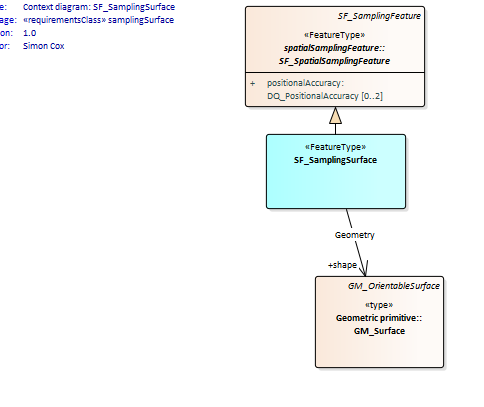 e: Context diagram: SF_SamplingSurface
age: «requirementsClass» samplingSurface
on: 1.0
or: Simon Cox
SF_SamplingFeature
«FeatureType»
spatialSamplingFeature::
SF_SpatialSamplingFeature
+ positionalAccuracy:
DQ_PositionalAccuracy [0..2]
«FeatureType»
SF_SamplingSurface
Geometry
+shape
GM_OrientableSurface
«type»
Geometric primitive::
GM_Surface